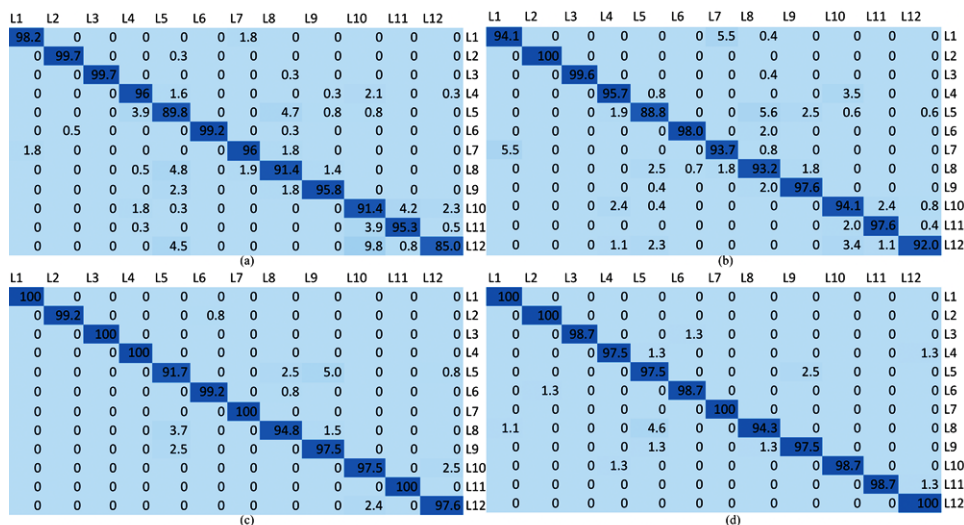 L1 L2 L3 L4 L5 L6 L7 L8 L9 L10 L11 L12
98.2 0 0 0 0 0 1.8 0 0 0 0 0 L1
0 99.7 0 0 0.3 0 0 0 0 0 0 0 L2
0 0 99.7 0 0 0 0 0.3 0 0 0 0 L3
0 0 0 96 1.6 0 0 0 0.3 2.1 0 0.3 L4
0 0 0 3.9 89.8 0 0 4.7 0.8 0.8 0 0 L5
0 0.5 0 0 0 99.2 0 0.3 0 0 0 0 L6
1.8 0 0 0 0 0 96 1.8 0 0 0 0 L7
0 0 0 0.5 4.8 0 1.9 91.4 1.4 0 0 0 L8
0 0 0 0 2.3 0 0 1.8 95.8 0 0 0 L9
0 0 0 1.8 0.3 0 0 0 0 91.4 4.2 2.3 L10
0 0 0 0.3 0 0 0 0 0 3.9 95.3 0.5 L11
0 0 0 0 4.5 0 0 0 0 9.8 0.8 85.0 L12
(a)
L1 L2 L3 L4 L5 L6 L7 L8 L9 L10 L11 L12
94.1 0 0 0 0 0 5.5 0.4 0 0 0 0 L1
0 100 0 0 0 0 0 0 0 0 0 0 L2
0 0 99.6 0 0 0 0 0.4 0 0 0 0 L3
0 0 0 95.7 0.8 0 0 0 0 3.5 0 0 L4
0 0 0 1.9 88.8 0 0 5.6 2.5 0.6 0 0.6 L5
0 0 0 0 0 98.0 0 2.0 0 0 0 0 L6
5.5 0 0 0 0 0 93.7 0.8 0 0 0 0 L7
0 0 0 0 2.5 0.7 1.8 93.2 1.8 0 0 0 L8
0 0 0 0 0.4 0 0 2.0 97.6 0 0 0 L9
0 0 0 2.4 0.4 0 0 0 0 94.1 2.4 0.8 L10
0 0 0 0 0 0 0 0 0 2.0 97.6 0.4 L11
0 0 0 1.1 2.3 0 0 0 0 3.4 1.1 92.0 L12
(b)
L1 L2 L3 L4 L5 L6 L7 L8 L9 L10 L11 L12
100 0 0 0 0 0 0 0 0 0 0 0 L1
0 99.2 0 0 0 0.8 0 0 0 0 0 0 L2
0 0 100 0 0 0 0 0 0 0 0 0 L3
0 0 0 100 0 0 0 0 0 0 0 0 L4
0 0 0 0 91.7 0 0 2.5 5.0 0 0 0.8 L5
0 0 0 0 0 99.2 0 0.8 0 0 0 0 L6
0 0 0 0 0 0 100 0 0 0 0 0 L7
0 0 0 0 3.7 0 0 94.8 1.5 0 0 0 L8
0 0 0 0 2.5 0 0 0 97.5 0 0 0 L9
0 0 0 0 0 0 0 0 0 97.5 0 2.5 L10
0 0 0 0 0 0 0 0 0 0 100 0 L11
0 0 0 0 0 0 0 0 0 2.4 0 97.6 L12
(c)
L1 L2 L3 L4 L5 L6 L7 L8 L9 L10 L11 L12
100 0 0 0 0 0 0 0 0 0 0 0 L1
0 100 0 0 0 0 0 0 0 0 0 0 L2
0 0 98.7 0 0 1.3 0 0 0 0 0 0 L3
0 0 0 97.5 1.3 0 0 0 0 0 0 1.3 L4
0 0 0 0 97.5 0 0 0 2.5 0 0 0 L5
0 1.3 0 0 0 98.7 0 0 0 0 0 0 L6
0 0 0 0 0 0 100 0 0 0 0 0 L7
1.1 0 0 0 4.6 0 0 94.3 0 0 0 0 L8
0 0 0 0 1.3 0 0 1.3 97.5 0 0 0 L9
0 0 0 1.3 0 0 0 0 0 98.7 0 0 L10
0 0 0 0 0 0 0 0 0 0 98.7 1.3 L11
0 0 0 0 0 0 0 0 0 0 0 100 L12
(d)